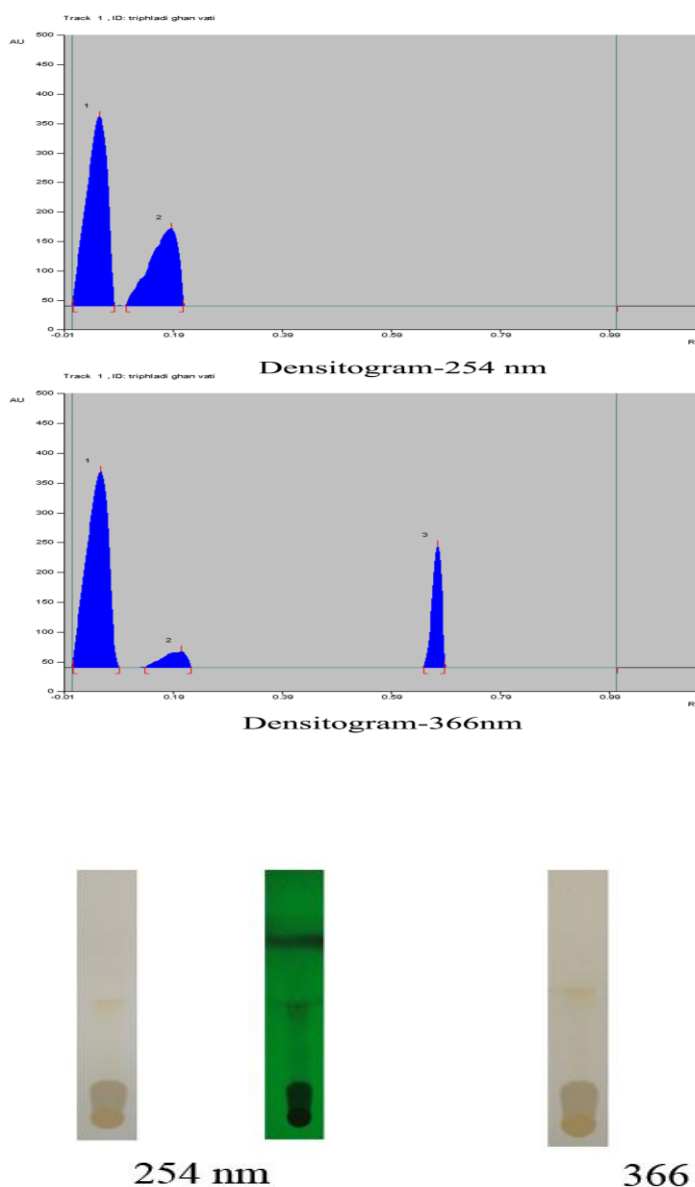 Track 1 , ID: triphladi ghan vati
AU
500
450
400
350
300
250
200
150
100
50
0
1
2
-0.01 0.19 0.39 0.59 0.79 0.99
R
Densitogram-254 nm
Track 1 , ID: triphladi ghan vati
AU
500
450
400
350
300
250
200
150
100
50
0
1
2
3
-0.01 0.19 0.39 0.59 0.79 0.99
R
Densitogram-366nm
254 nm 366